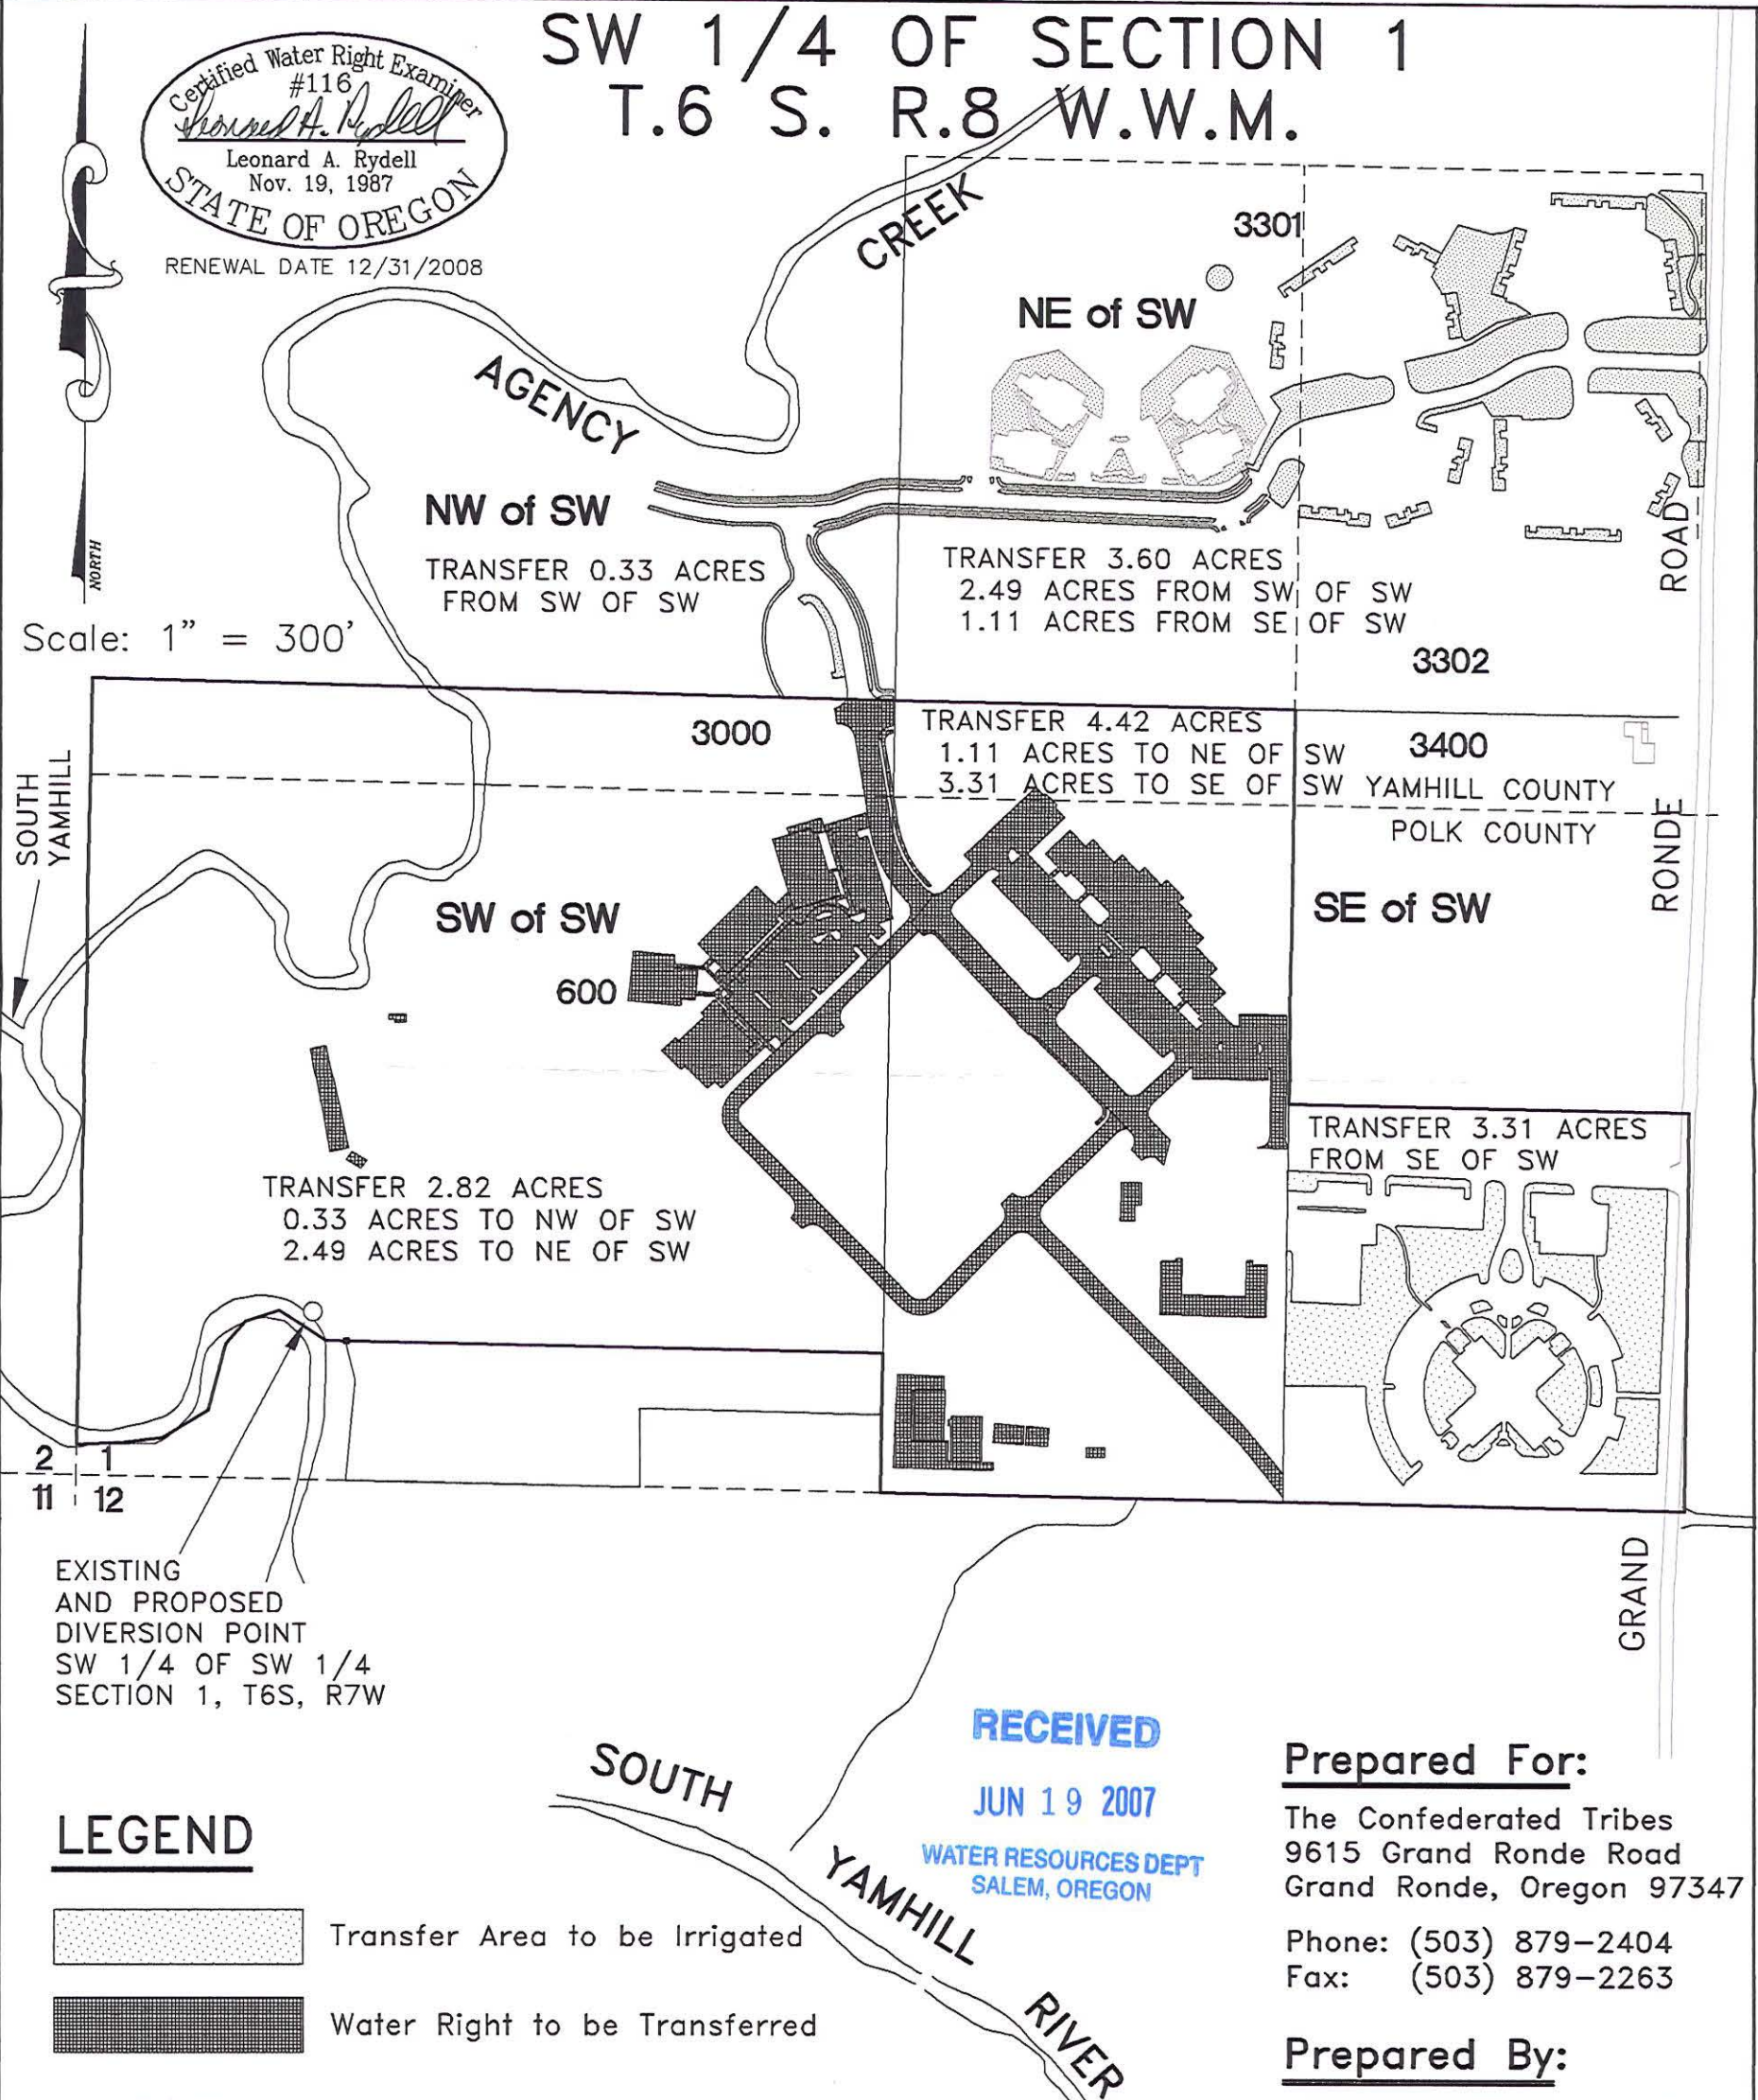 SW 1/4 OF SECTION 1
T.6 S. R.8 W.W.M.
Certified Water Right Examiner
#116
Leonard A. Rydell
Leonard A. Rydell
Nov. 19, 1987
STATE OF OREGON
RENEWAL DATE 12/31/2008
NORTH
Scale: 1" = 300'
AGENCY
CREEK
3301
NE of SW
NW of SW
TRANSFER 0.33 ACRES
FROM SW OF SW
TRANSFER 3.60 ACRES
2.49 ACRES FROM SW OF SW
1.11 ACRES FROM SE OF SW
3302
ROAD
SOUTH
YAMHILL
3000
TRANSFER 4.42 ACRES
1.11 ACRES TO NE OF SW
3.31 ACRES TO SE OF SW
3400
YAMHILL COUNTY
POLK COUNTY
RONDE
SW of SW
600
SE of SW
TRANSFER 3.31 ACRES
FROM SE OF SW
TRANSFER 2.82 ACRES
0.33 ACRES TO NW OF SW
2.49 ACRES TO NE OF SW
2 1
11 12
EXISTING
AND PROPOSED
DIVERSION POINT
SW 1/4 OF SW 1/4
SECTION 1, T6S, R7W
GRAND
SOUTH
YAMHILL
RIVER
RECEIVED
JUN 19 2007
WATER RESOURCES DEPT
SALEM, OREGON
LEGEND
Transfer Area to be Irrigated
Water Right to be Transferred
Prepared For:
The Confederated Tribes
9615 Grand Ronde Road
Grand Ronde, Oregon 97347
Phone: (503) 879-2404
Fax: (503) 879-2263
Prepared By: